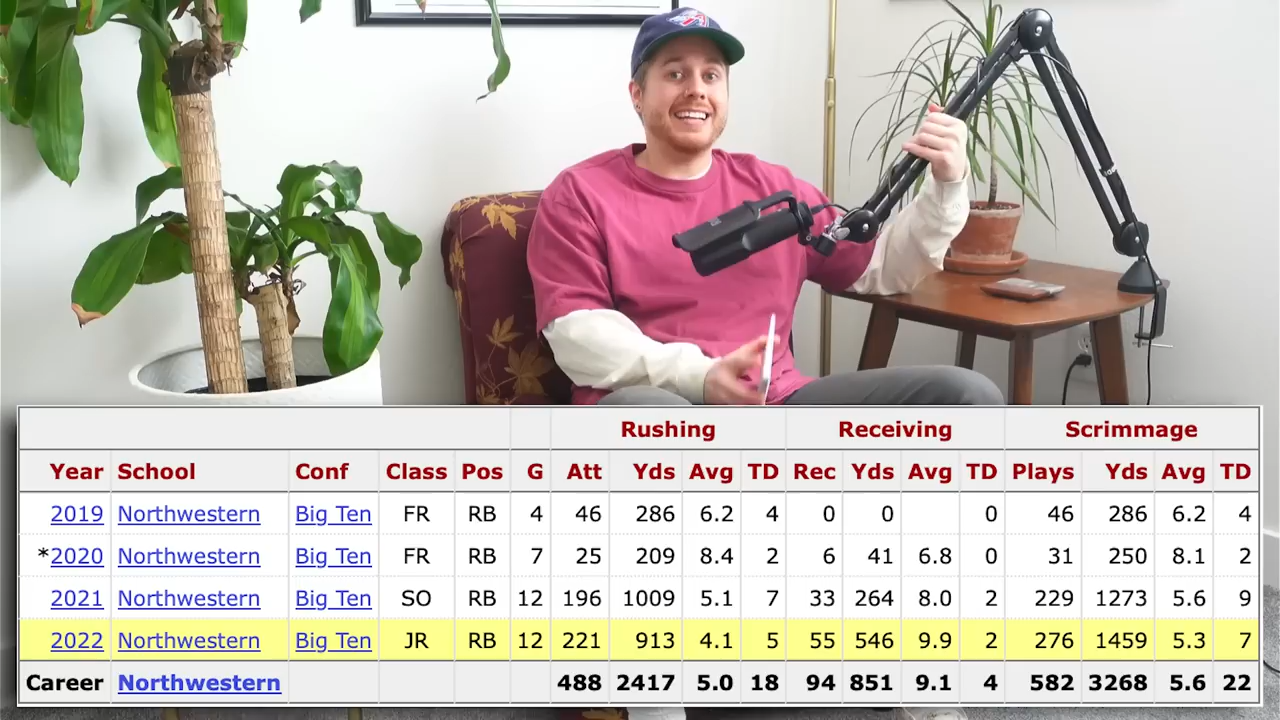 Rushing Receiving Scrimmage
Year School Conf Class Pos G Att Yds Avg TD Rec Yds Avg TD Plays Yds Avg TD
2019 Northwestern Big Ten FR RB 4 46 286 6.2 4 0 0 0 46 286 6.2 4
*2020 Northwestern Big Ten FR RB 7 25 209 8.4 2 6 41 6.8 0 31 250 8.1 2
2021 Northwestern Big Ten SO RB 12 196 1009 5.1 7 33 264 8.0 2 229 1273 5.6 9
2022 Northwestern Big Ten JR RB 12 221 913 4.1 5 55 546 9.9 2 276 1459 5.3 7
Career Northwestern 488 2417 5.0 18 94 851 9.1 4 582 3268 5.6 22